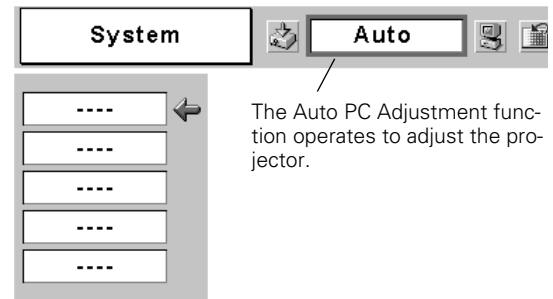 System
Auto
The Auto PC Adjustment func-
tion operates to adjust the pro-
jector.
----
----
----
----
----